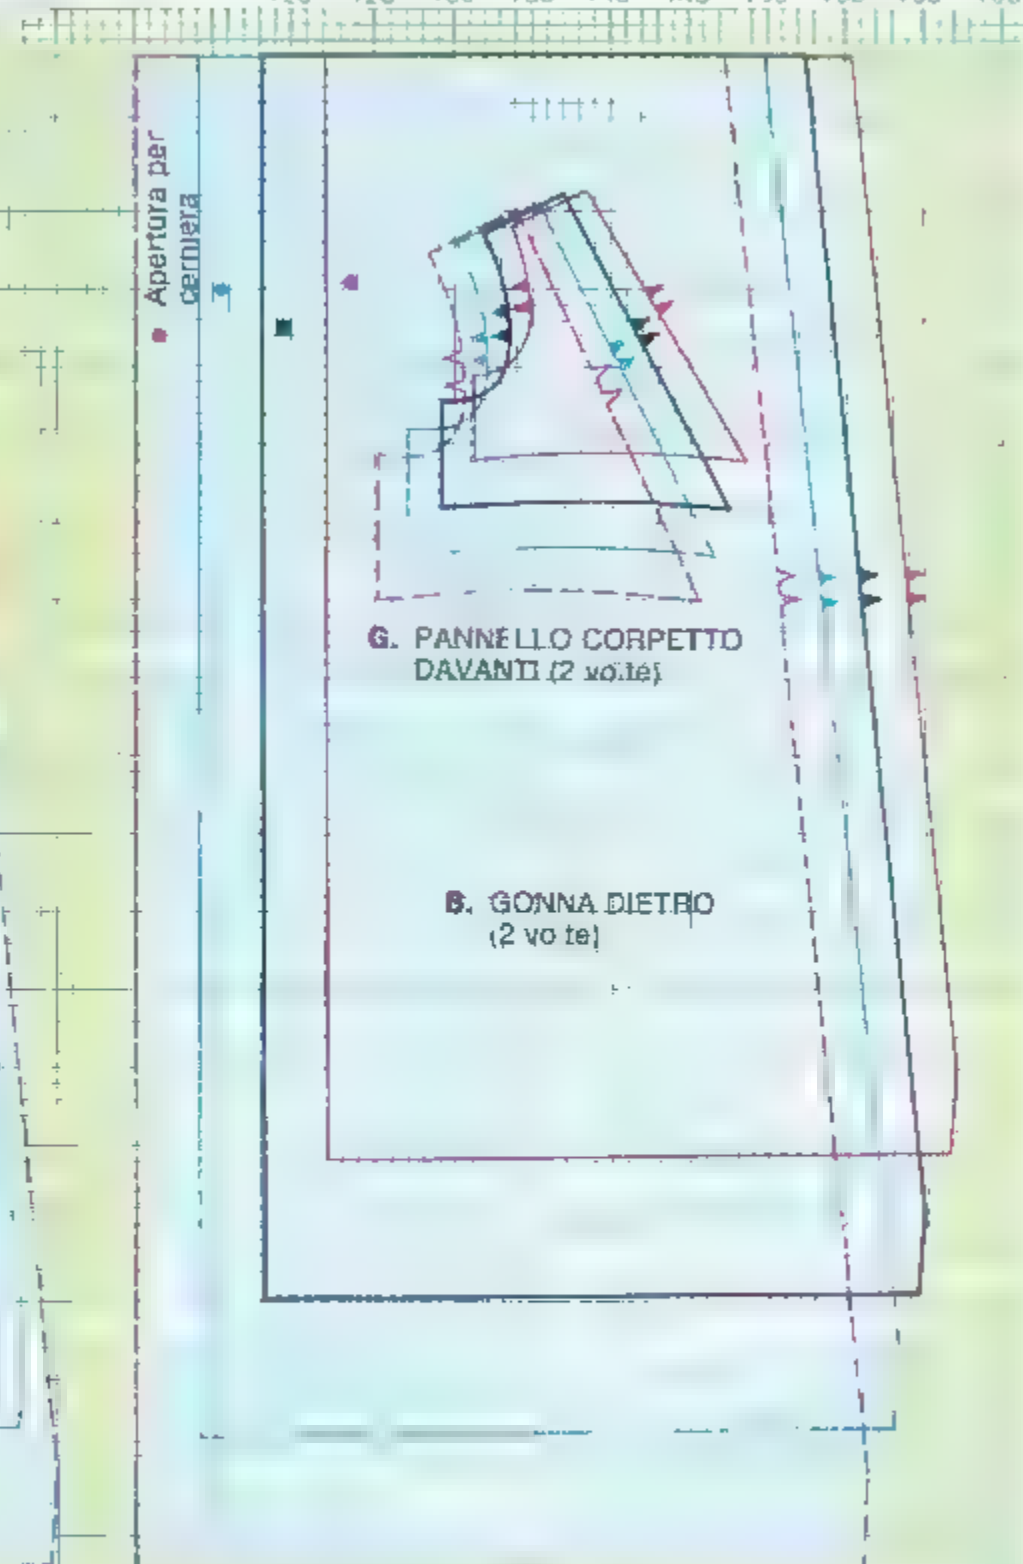 Apertura per
cerniera
G. PANNELLO CORPETTO
DAVANTI (2 volte)
B. GONNA DIETRO
(2 volte)